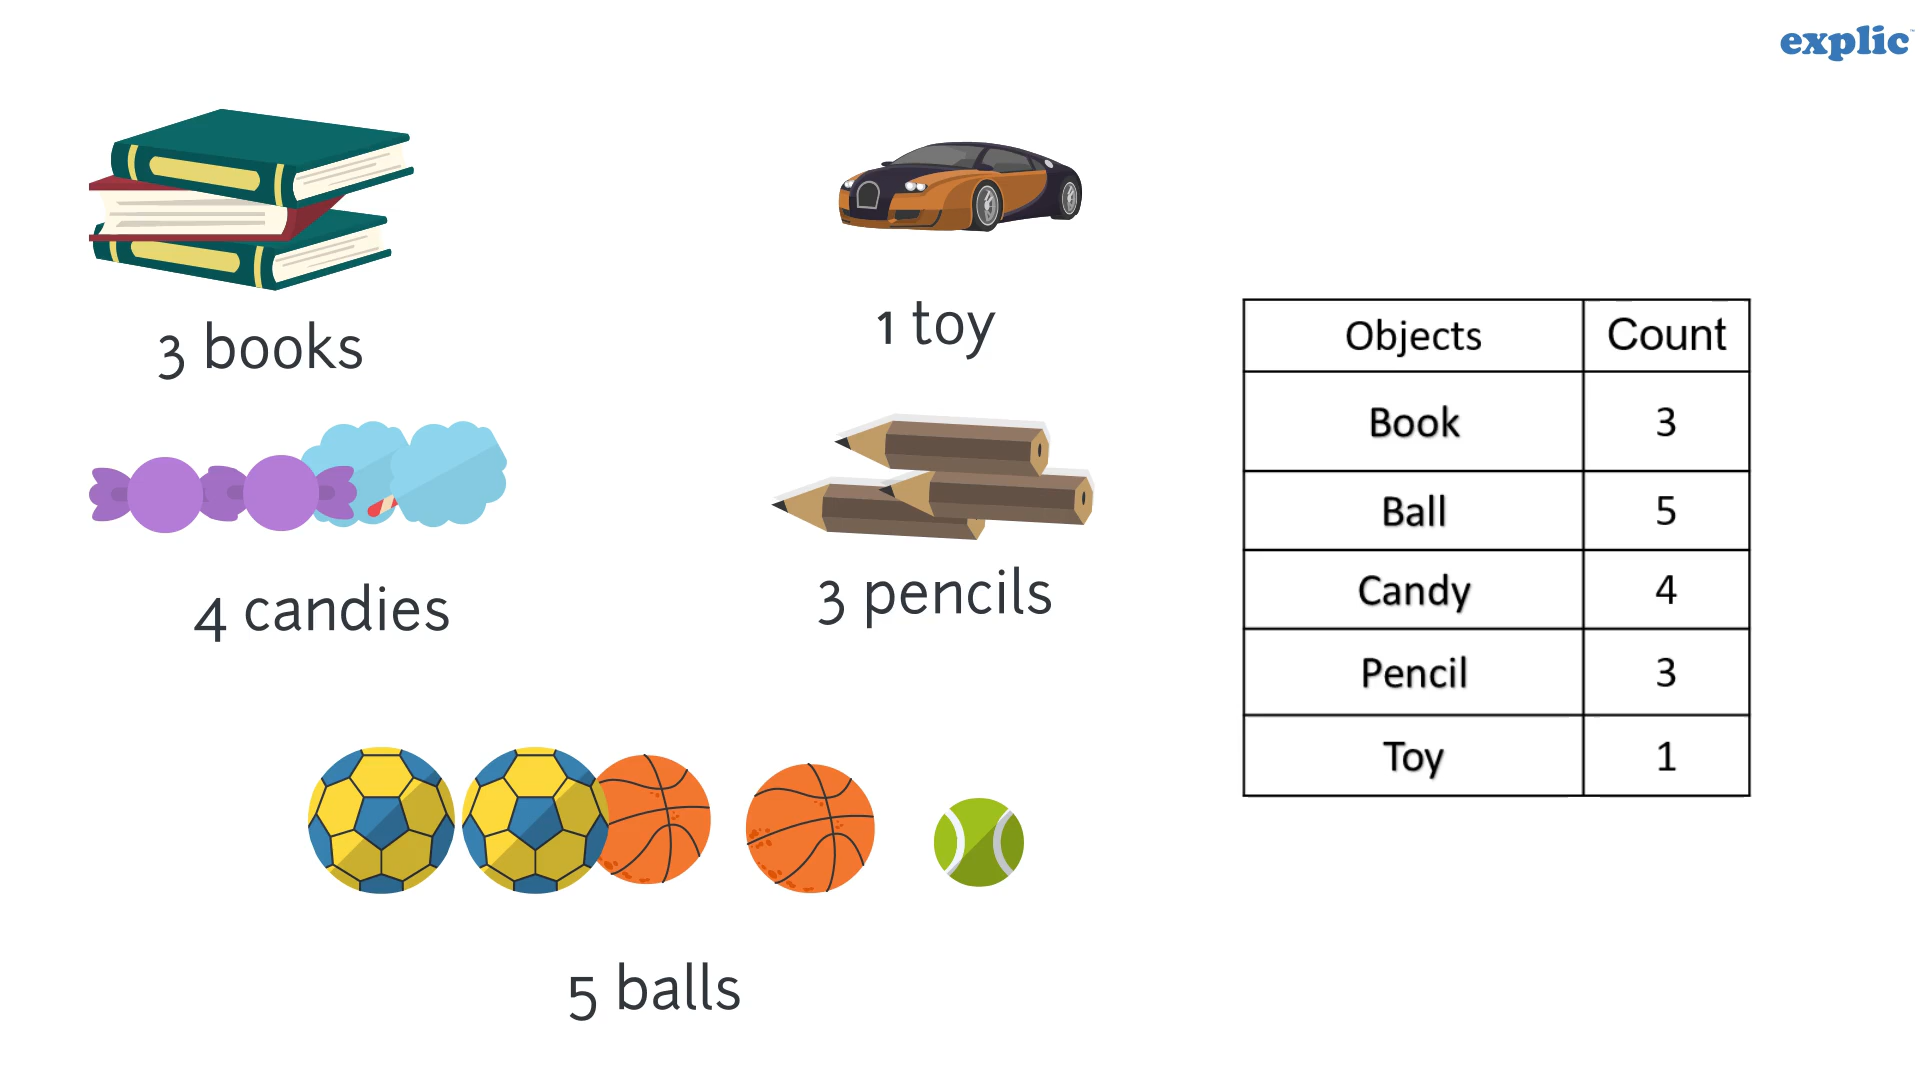 explic
3 books
1 toy
4 candies
3 pencils
5 balls
Objects Count
Book 3
Ball 5
Candy 4
Pencil 3
Toy 1